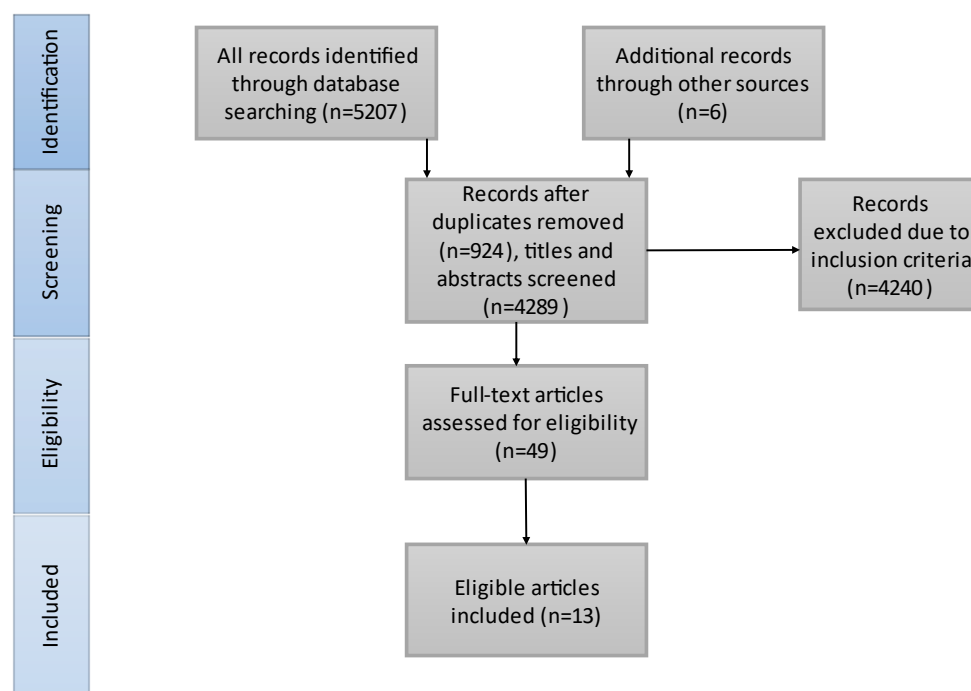 Identification
All records identified
through database
searching (n=5207)
Additional records
through other sources
(n=6)
Screening
Records after
duplicates removed
(n=924), titles and
abstracts screened
(n=4289)
Records
excluded due to
inclusion criteria
(n=4240)
Eligibility
Full-text articles
assessed for eligibility
(n=49)
Included
Eligible articles
included (n=13)